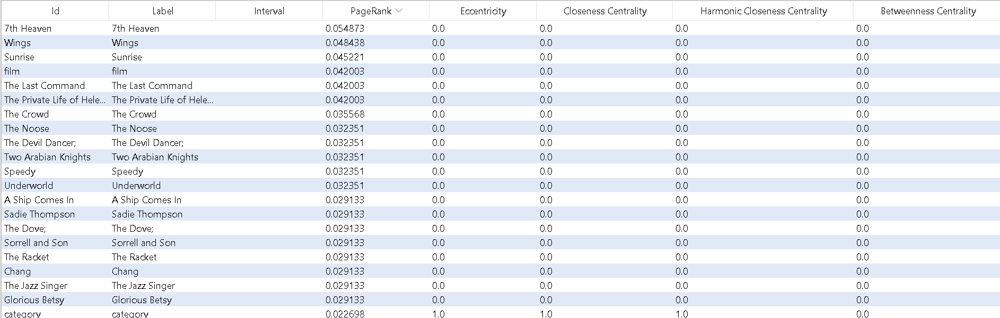 Id Label Interval PageRank Eccentricity Closeness Centrality Harmonic Closeness Centrality Betweenness Centrality
7th Heaven 7th Heaven 0.054873 0.0 0.0 0.0 0.0
Wings Wings 0.048438 0.0 0.0 0.0 0.0
Sunrise Sunrise 0.045221 0.0 0.0 0.0 0.0
film film 0.042003 0.0 0.0 0.0 0.0
The Last Command The Last Command 0.042003 0.0 0.0 0.0 0.0
The Private Life of Hele... The Private Life of Hele... 0.042003 0.0 0.0 0.0 0.0
The Crowd The Crowd 0.035568 0.0 0.0 0.0 0.0
The Noose The Noose 0.032351 0.0 0.0 0.0 0.0
The Devil Dancer; The Devil Dancer; 0.032351 0.0 0.0 0.0 0.0
Two Arabian Knights Two Arabian Knights 0.032351 0.0 0.0 0.0 0.0
Speedy Speedy 0.032351 0.0 0.0 0.0 0.0
Underworld Underworld 0.032351 0.0 0.0 0.0 0.0
A Ship Comes In A Ship Comes In 0.029133 0.0 0.0 0.0 0.0
Sadie Thompson Sadie Thompson 0.029133 0.0 0.0 0.0 0.0
The Dove; The Dove; 0.029133 0.0 0.0 0.0 0.0
Sorrell and Son Sorrell and Son 0.029133 0.0 0.0 0.0 0.0
The Racket The Racket 0.029133 0.0 0.0 0.0 0.0
Chang Chang 0.029133 0.0 0.0 0.0 0.0
The Jazz Singer The Jazz Singer 0.029133 0.0 0.0 0.0 0.0
Glorious Betsy Glorious Betsy 0.029133 0.0 0.0 0.0 0.0
category category 0.022698 1.0 1.0 1.0 0.0